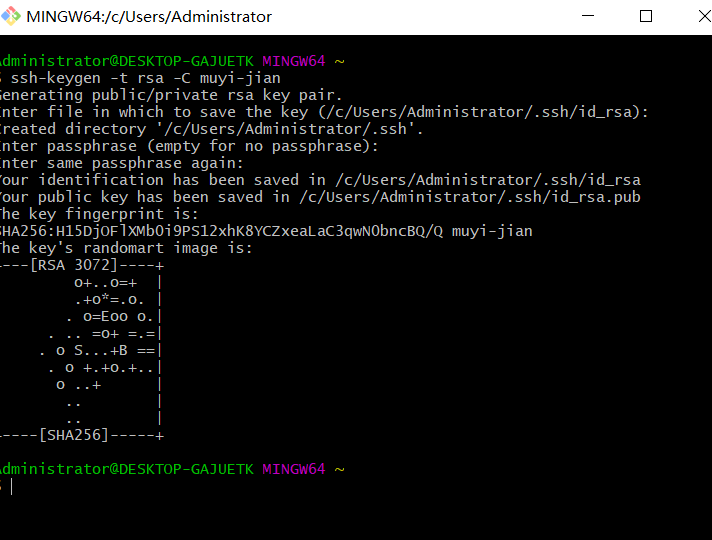 MINGW64:/c/Users/Administrator
Administrator@DESKTOP-GAJUETK MINGW64 ~
$ ssh-keygen -t rsa -C muyi-jian
Generating public/private rsa key pair.
Enter file in which to save the key (/c/Users/Administrator/.ssh/id_rsa):
Created directory '/c/Users/Administrator/.ssh'.
Enter passphrase (empty for no passphrase):
Enter same passphrase again:
Your identification has been saved in /c/Users/Administrator/.ssh/id_rsa
Your public key has been saved in /c/Users/Administrator/.ssh/id_rsa.pub
The key fingerprint is:
SHA256:H15DjOFlXMbOi9PS12xhK8YCZxeaLaC3qwN0bncBQ/Q muyi-jian
The key's randomart image is:
+---[RSA 3072]----+
|        o+..o=+  |
|        .+o*=.o. |
|       . o=Eoo o.|
|     . .. =o+ =.=|
|    . o S...+B ==|
|     . o +.+o.+..|
|      o ..+      |
|       ..        |
|       ..        |
+----[SHA256]-----+
Administrator@DESKTOP-GAJUETK MINGW64 ~
$